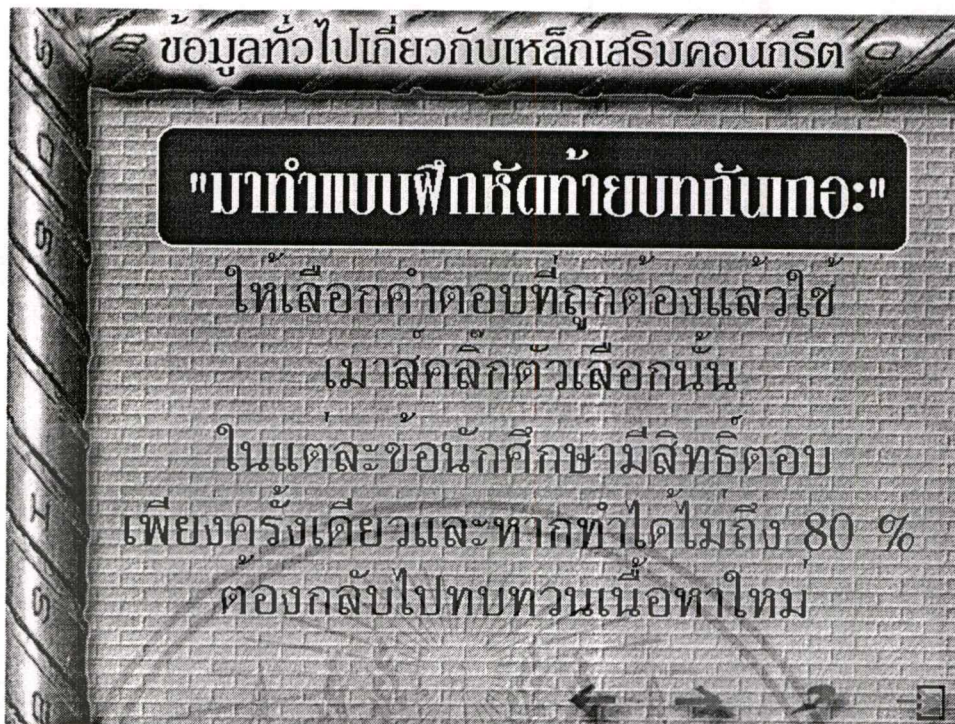 ข้อมูลทั่วไปเกี่ยวกับเหล็กเสริมคอนกรีต
"มาทำแบบฝึกหัดท้ายบทกันเถอะ"
ให้เลือกคำตอบที่ถูกต้องแล้วใช้
เมาส์คลิ๊กตัวเลือกนั้น
ในแต่ละข้อนักศึกษามีสิทธิ์ตอบ
เพียงครั้งเดียวและหากทำได้ไม่ถึง 80 %
ต้องกลับไปทบทวนเนื้อหาใหม่